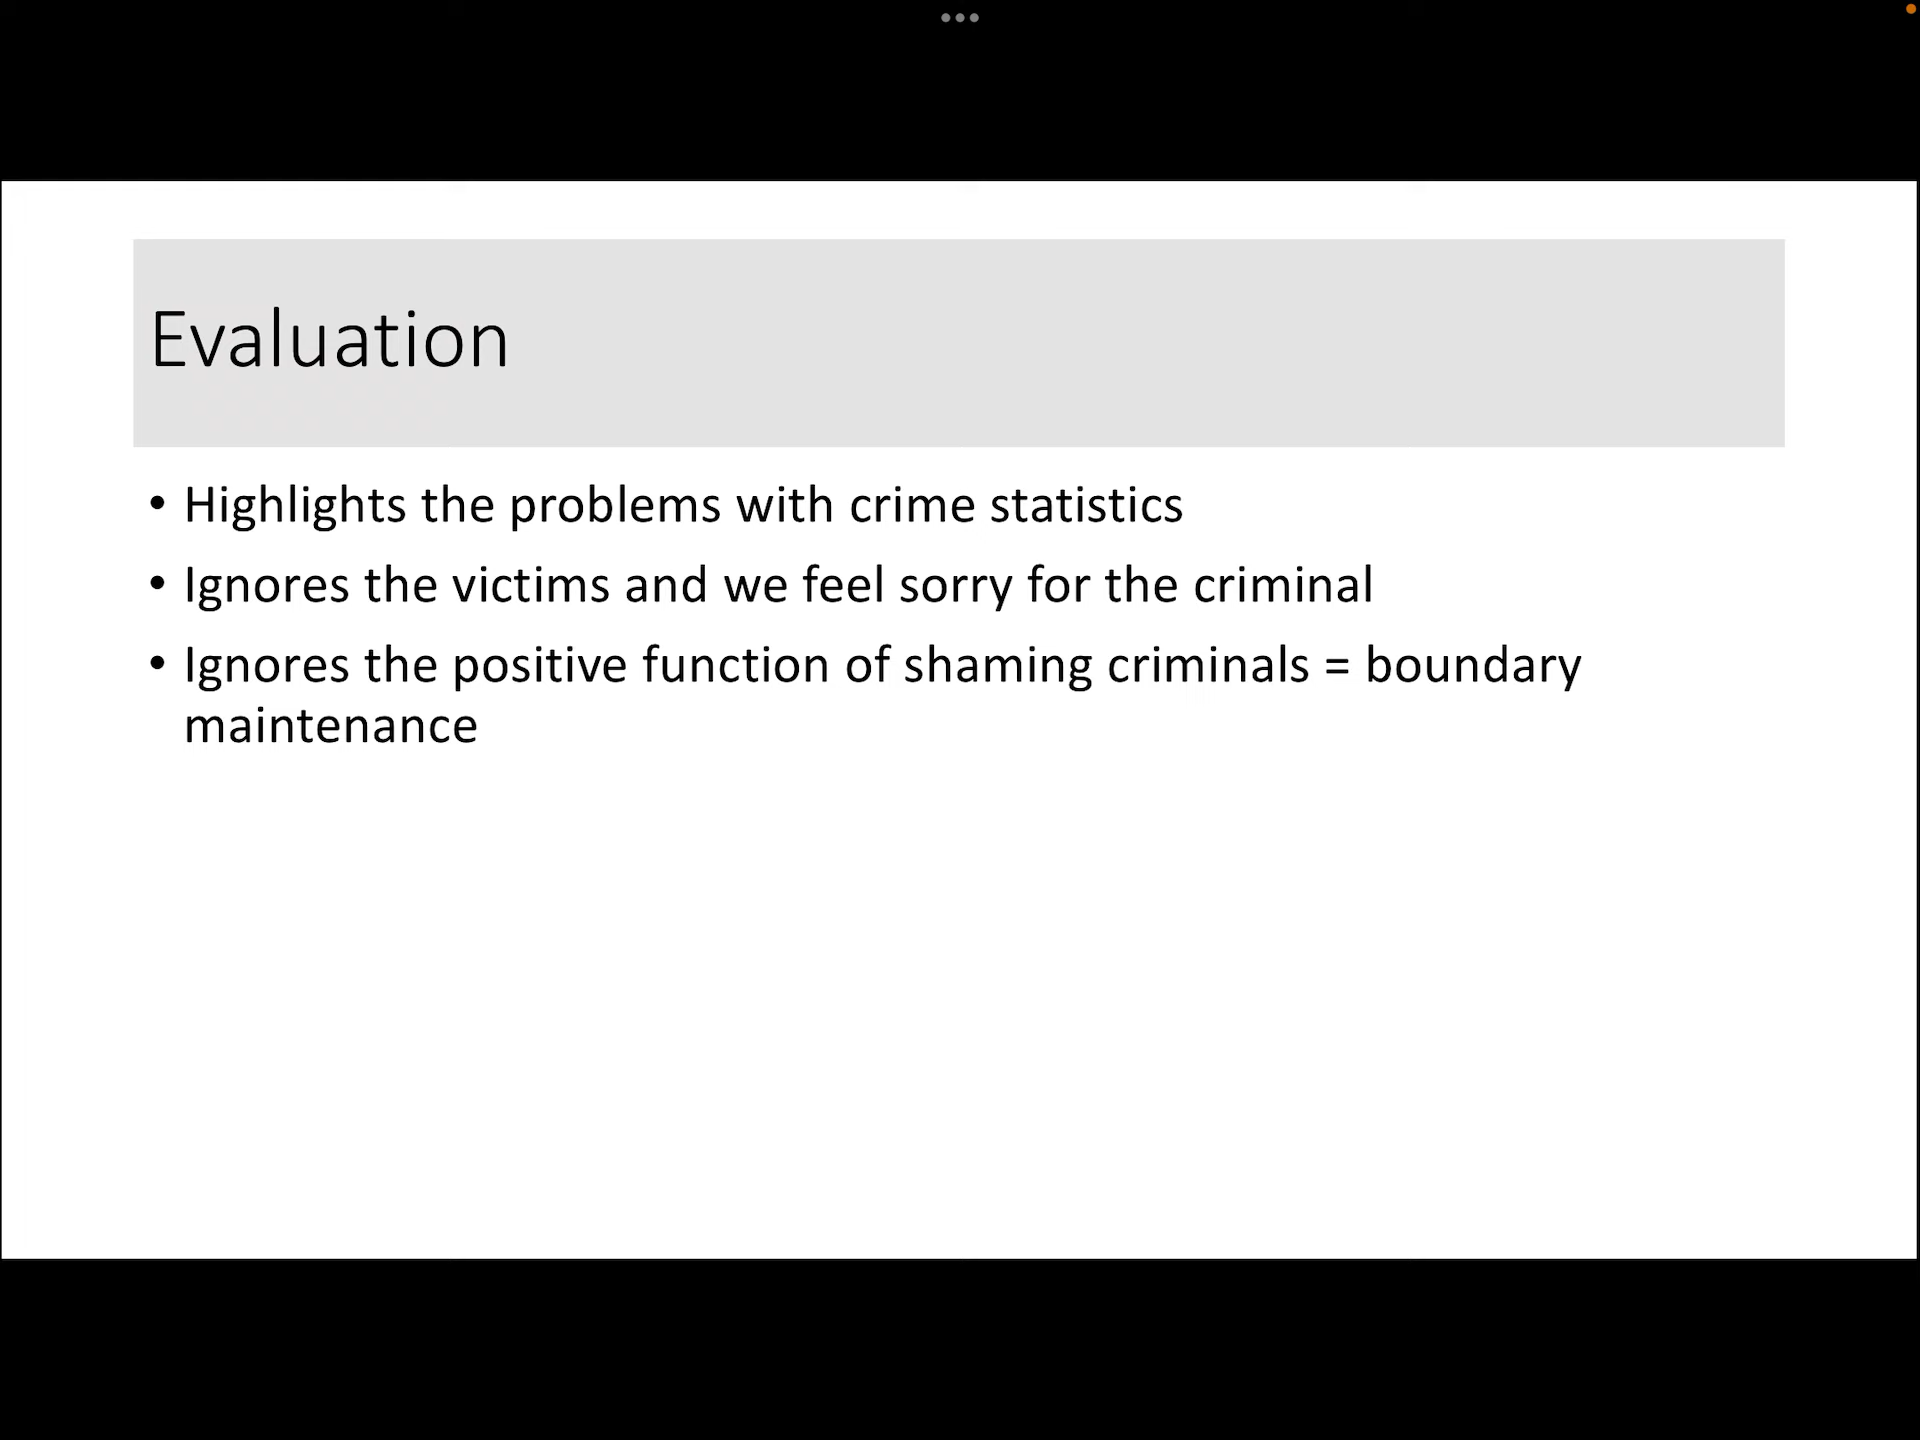 Evaluation
• Highlights the problems with crime statistics
• Ignores the victims and we feel sorry for the criminal
• Ignores the positive function of shaming criminals = boundary
maintenance